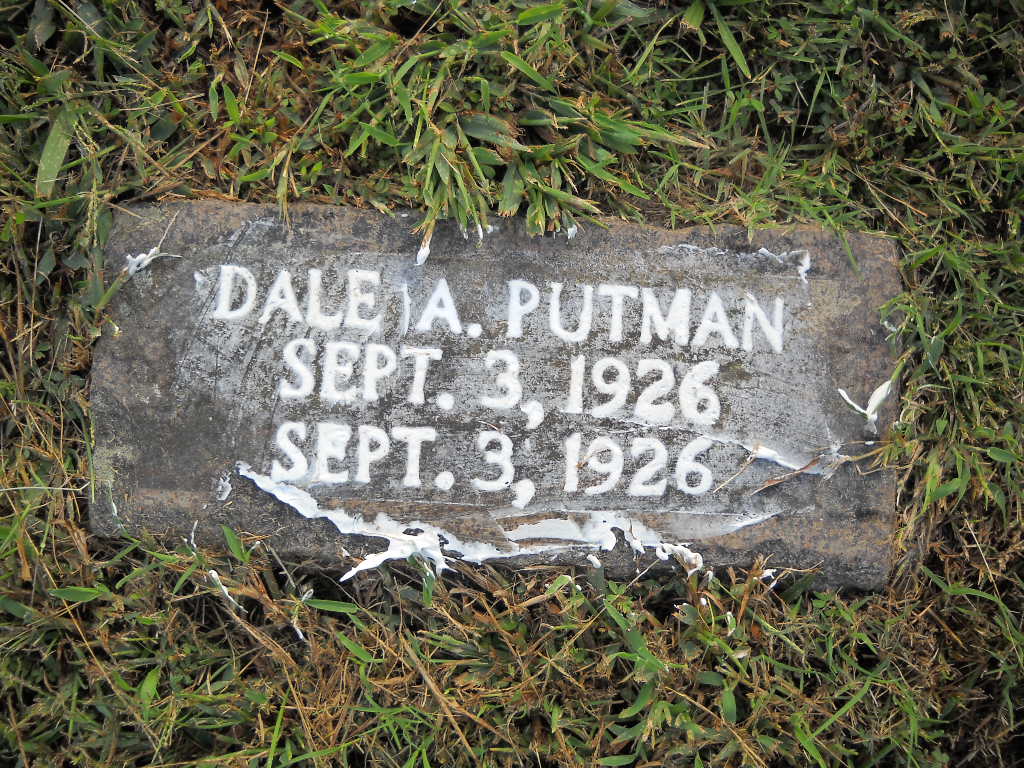 DALE A. PUTMAN
SEPT. 3, 1926
SEPT. 3, 1926